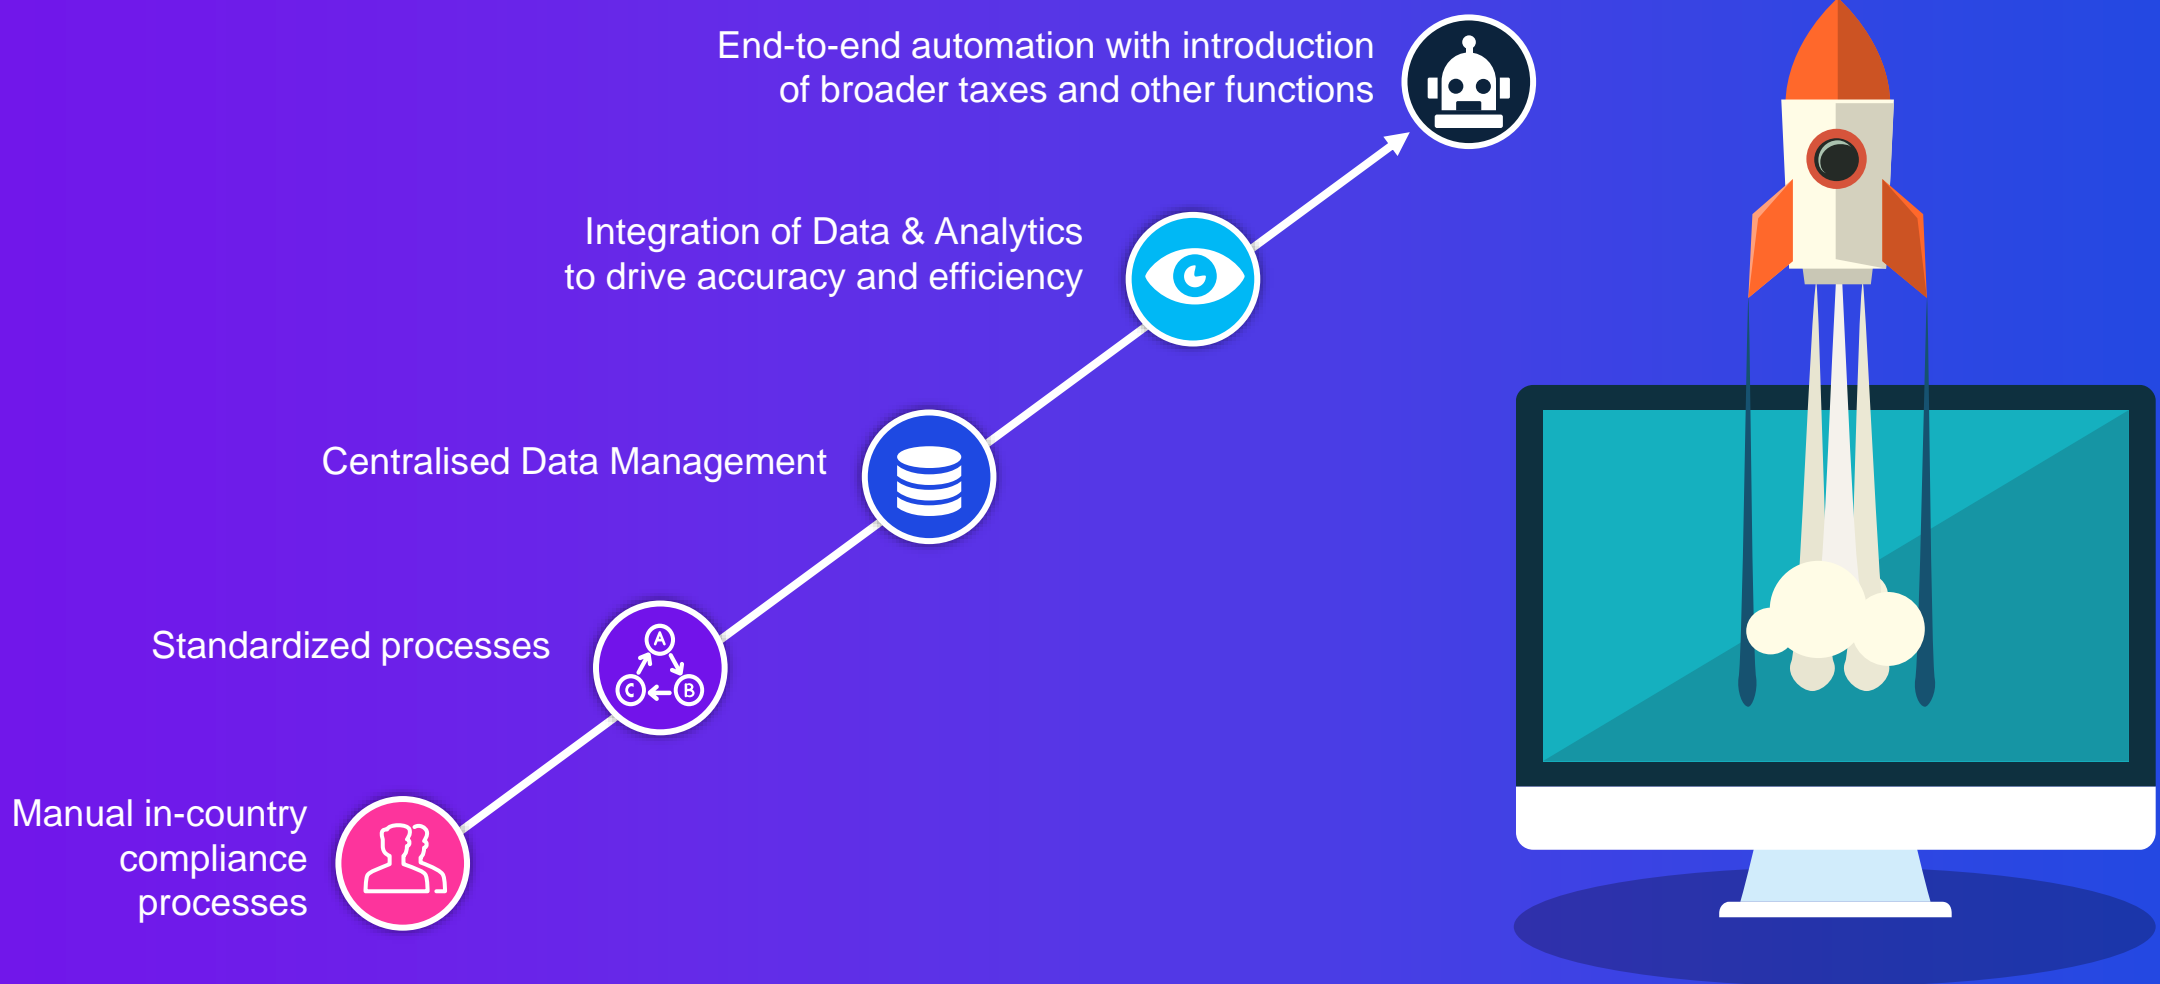 End-to-end automation with introduction
of broader taxes and other functions
Integration of Data & Analytics
to drive accuracy and efficiency
Centralised Data Management
Standardized processes
A
C
B
Manual in-country
compliance
processes